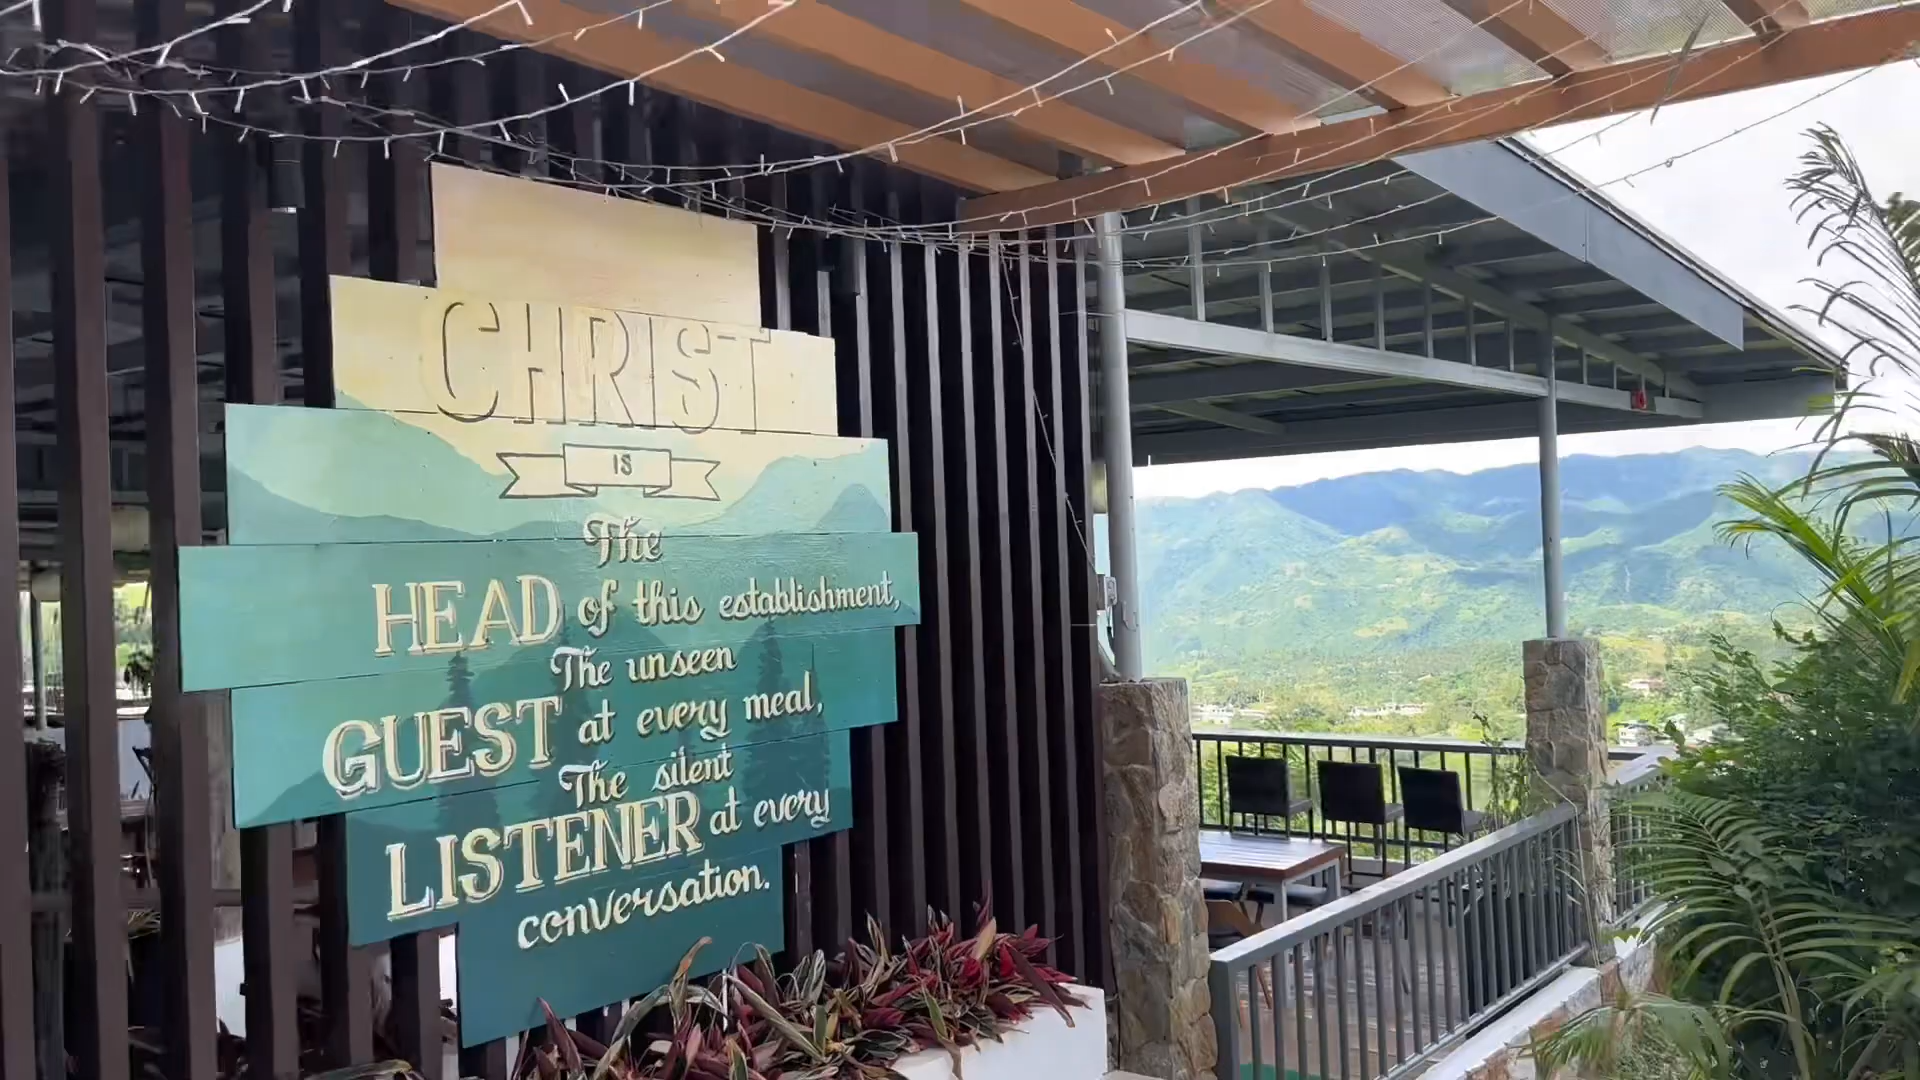 CHRIST
IS
The
HEAD of this establishment,
The unseen
GUEST at every meal,
The silent
LISTENER at every
conversation.